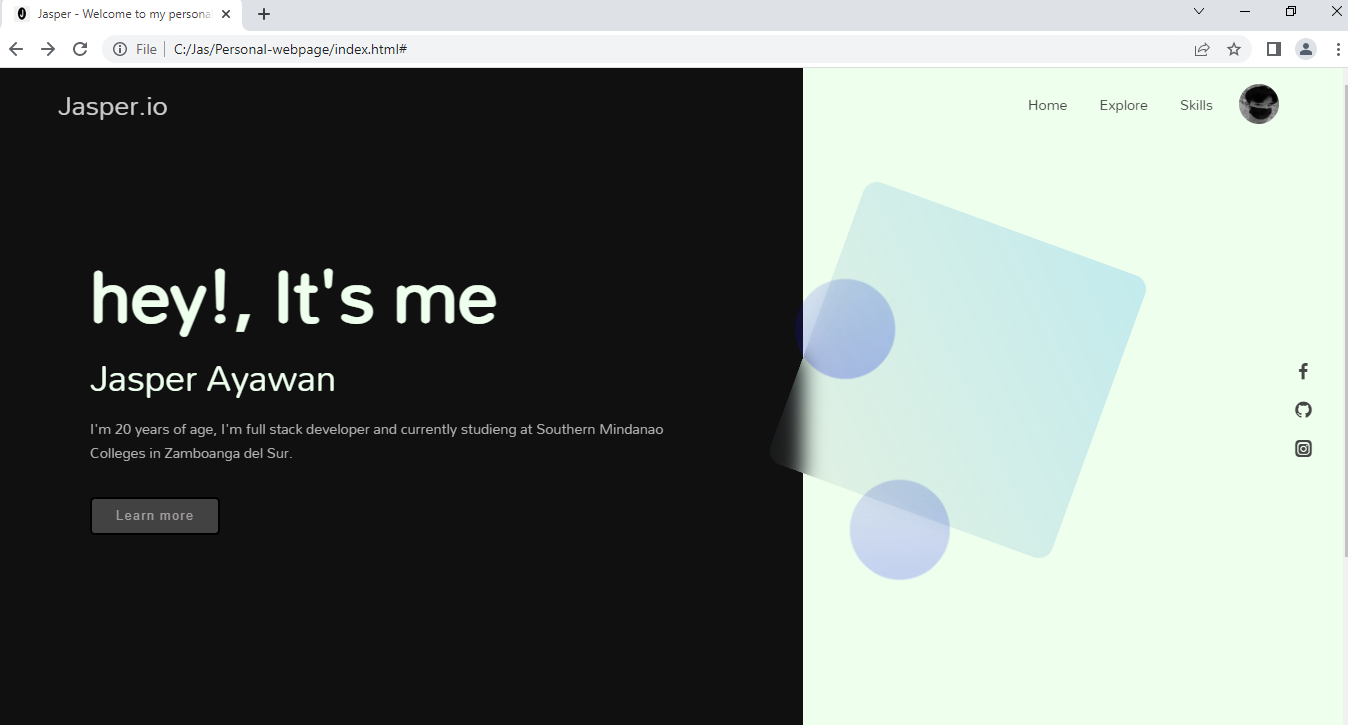 Jasper - Welcome to my persona
File
C:/Jas/Personal-webpage/index.html#
Jasper.io
Home Explore Skills
hey!, It's me
Jasper Ayawan
I'm 20 years of age, I'm full stack developer and currently studieng at Southern Mindanao
Colleges in Zamboanga del Sur.
Learn more